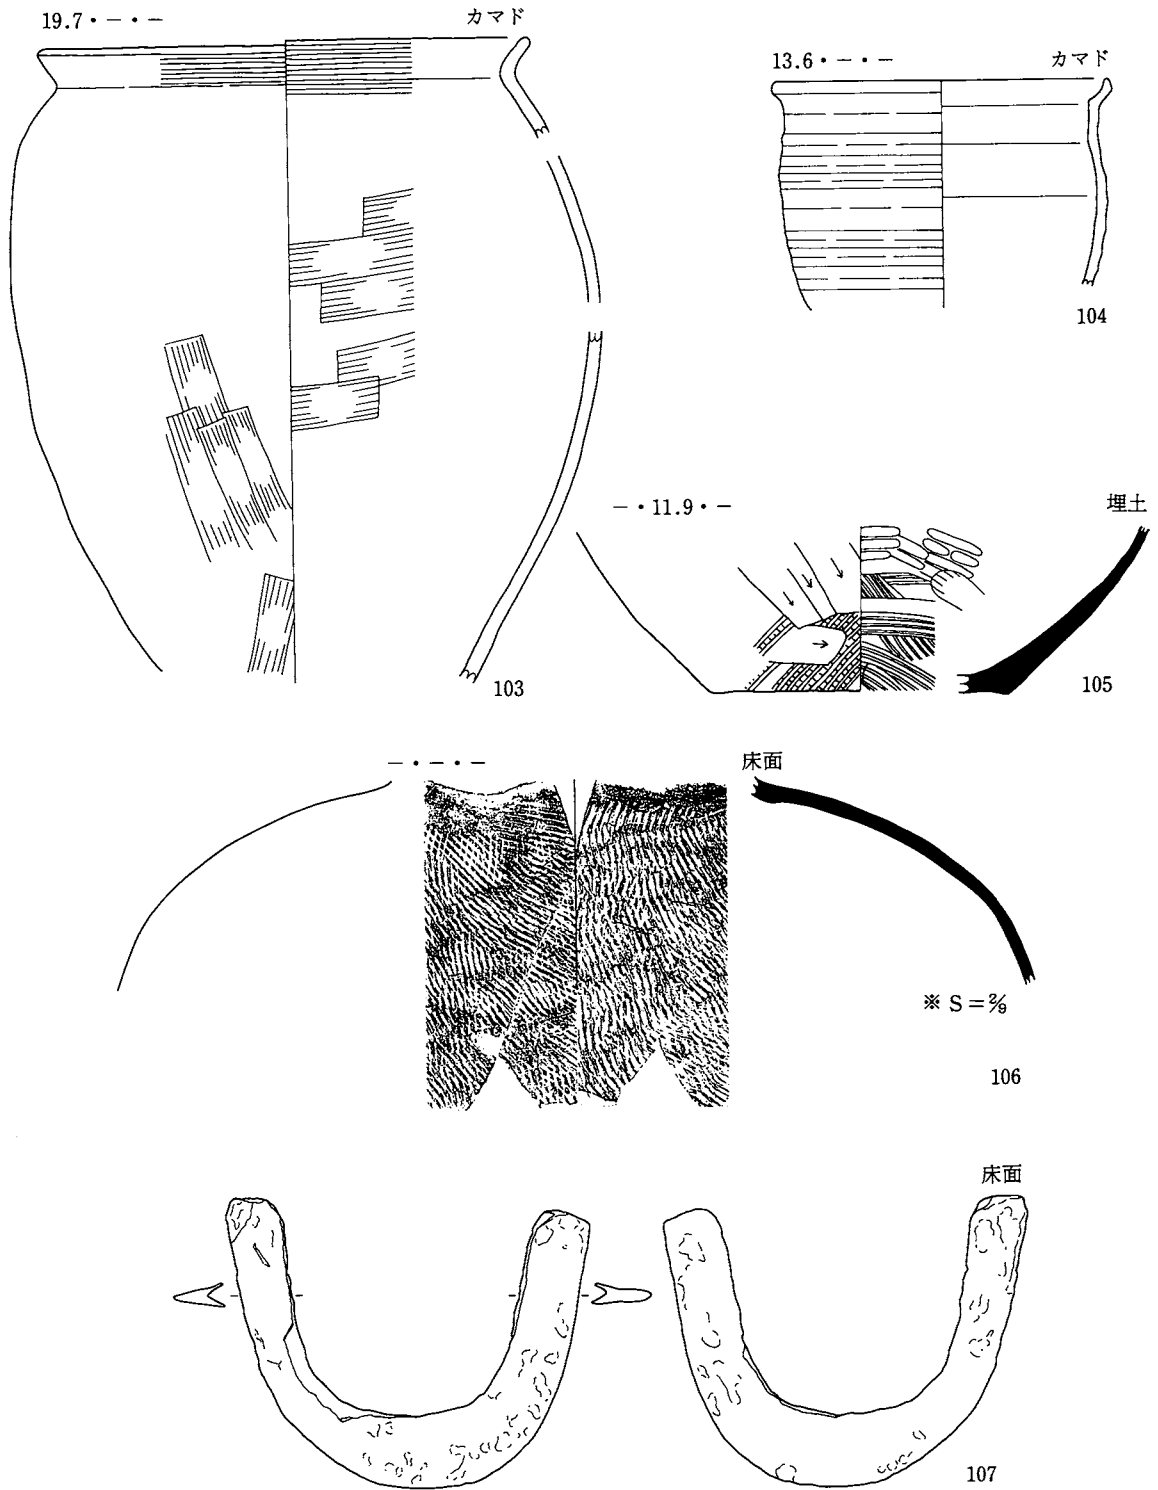 19.7・－・－ カマド
13.6・－・－ カマド
104
103
－・11.9・－ 埋土
105
－・－・－ 床面
※ S＝2/9
106
床面
107